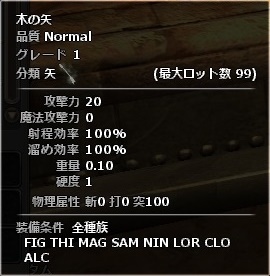 木の矢
品質 Normal
グレード 1
分類 矢 (最大ロット数 99)
攻撃力 20
魔法攻撃力 0
射程効率 100%
溜め効率 100%
重量 0.10
硬度 1
物理属性 斬0 打0 突100
装備条件 全種族
FIG THI MAG SAM NIN LOR CLO
ALC